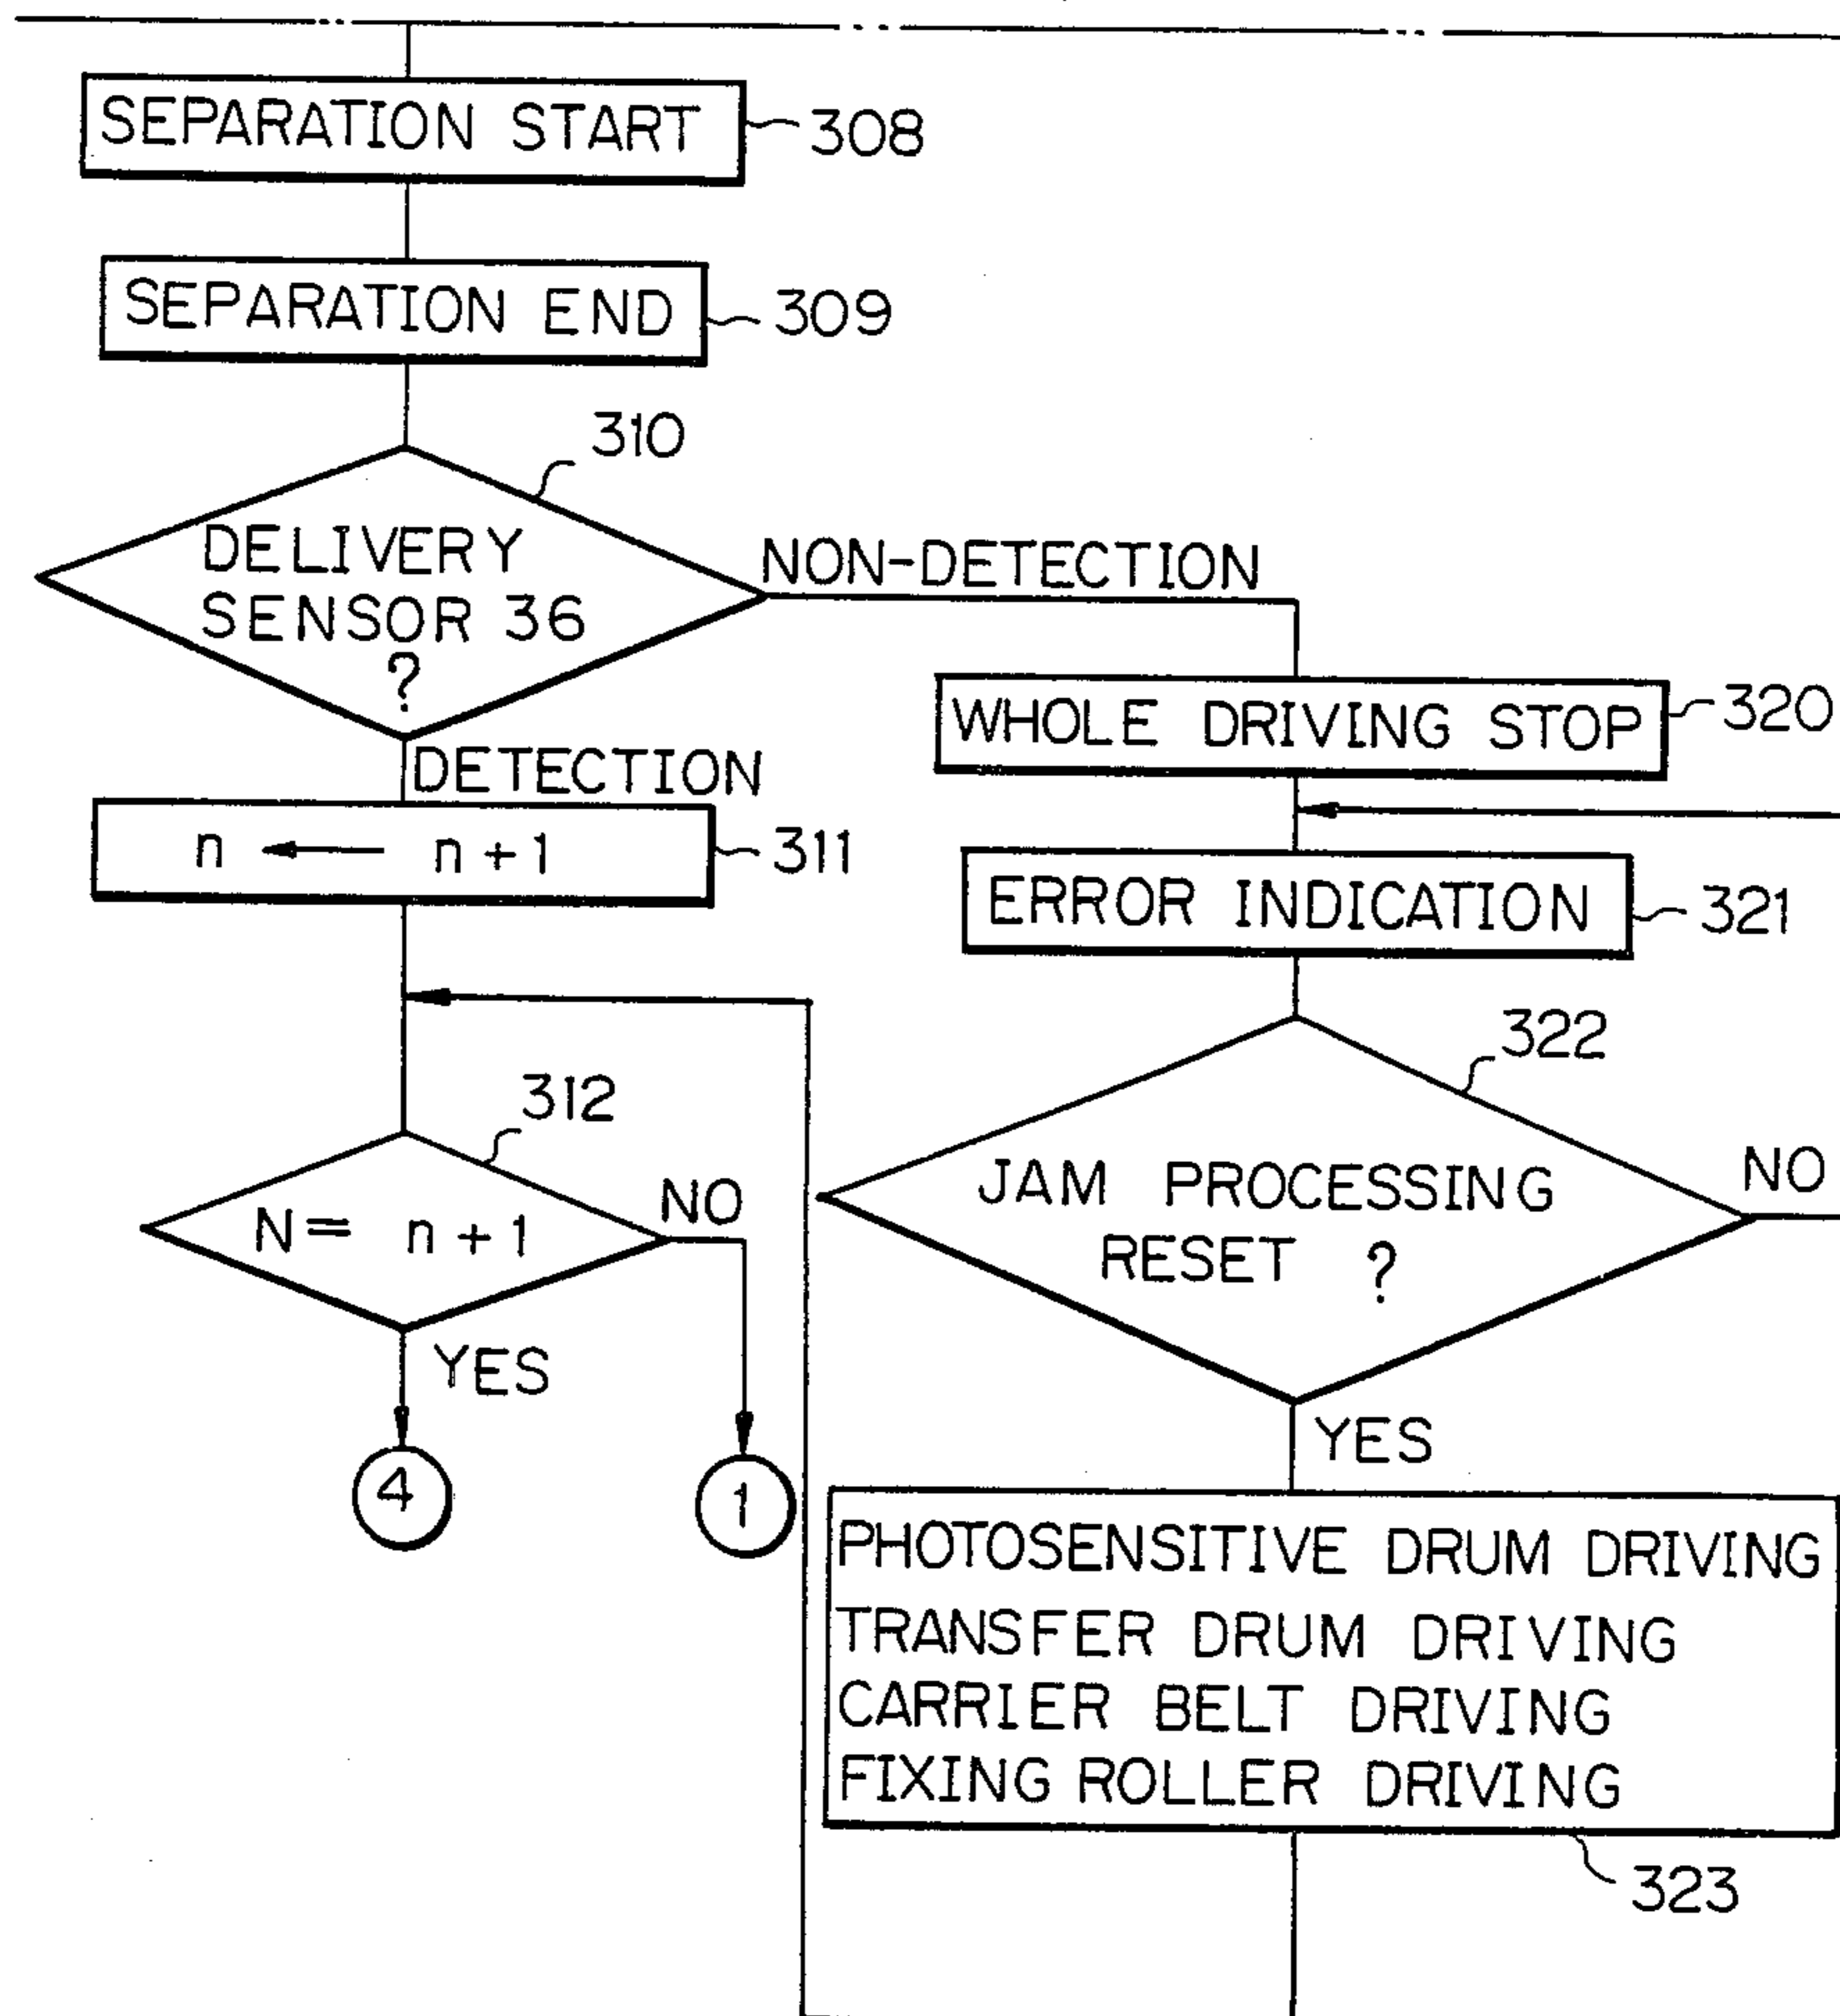 SEPARATION START
308
SEPARATION END
309
310
DELIVERY
SENSOR 36
?
NON-DETECTION
DETECTION
n ← n+1
311
312
N= n+1
NO
YES
4
1
WHOLE DRIVING STOP
320
ERROR INDICATION
321
322
JAM PROCESSING
RESET ?
NO
YES
PHOTOSENSITIVE DRUM DRIVING
TRANSFER DRUM DRIVING
CARRIER BELT DRIVING
FIXING ROLLER DRIVING
323